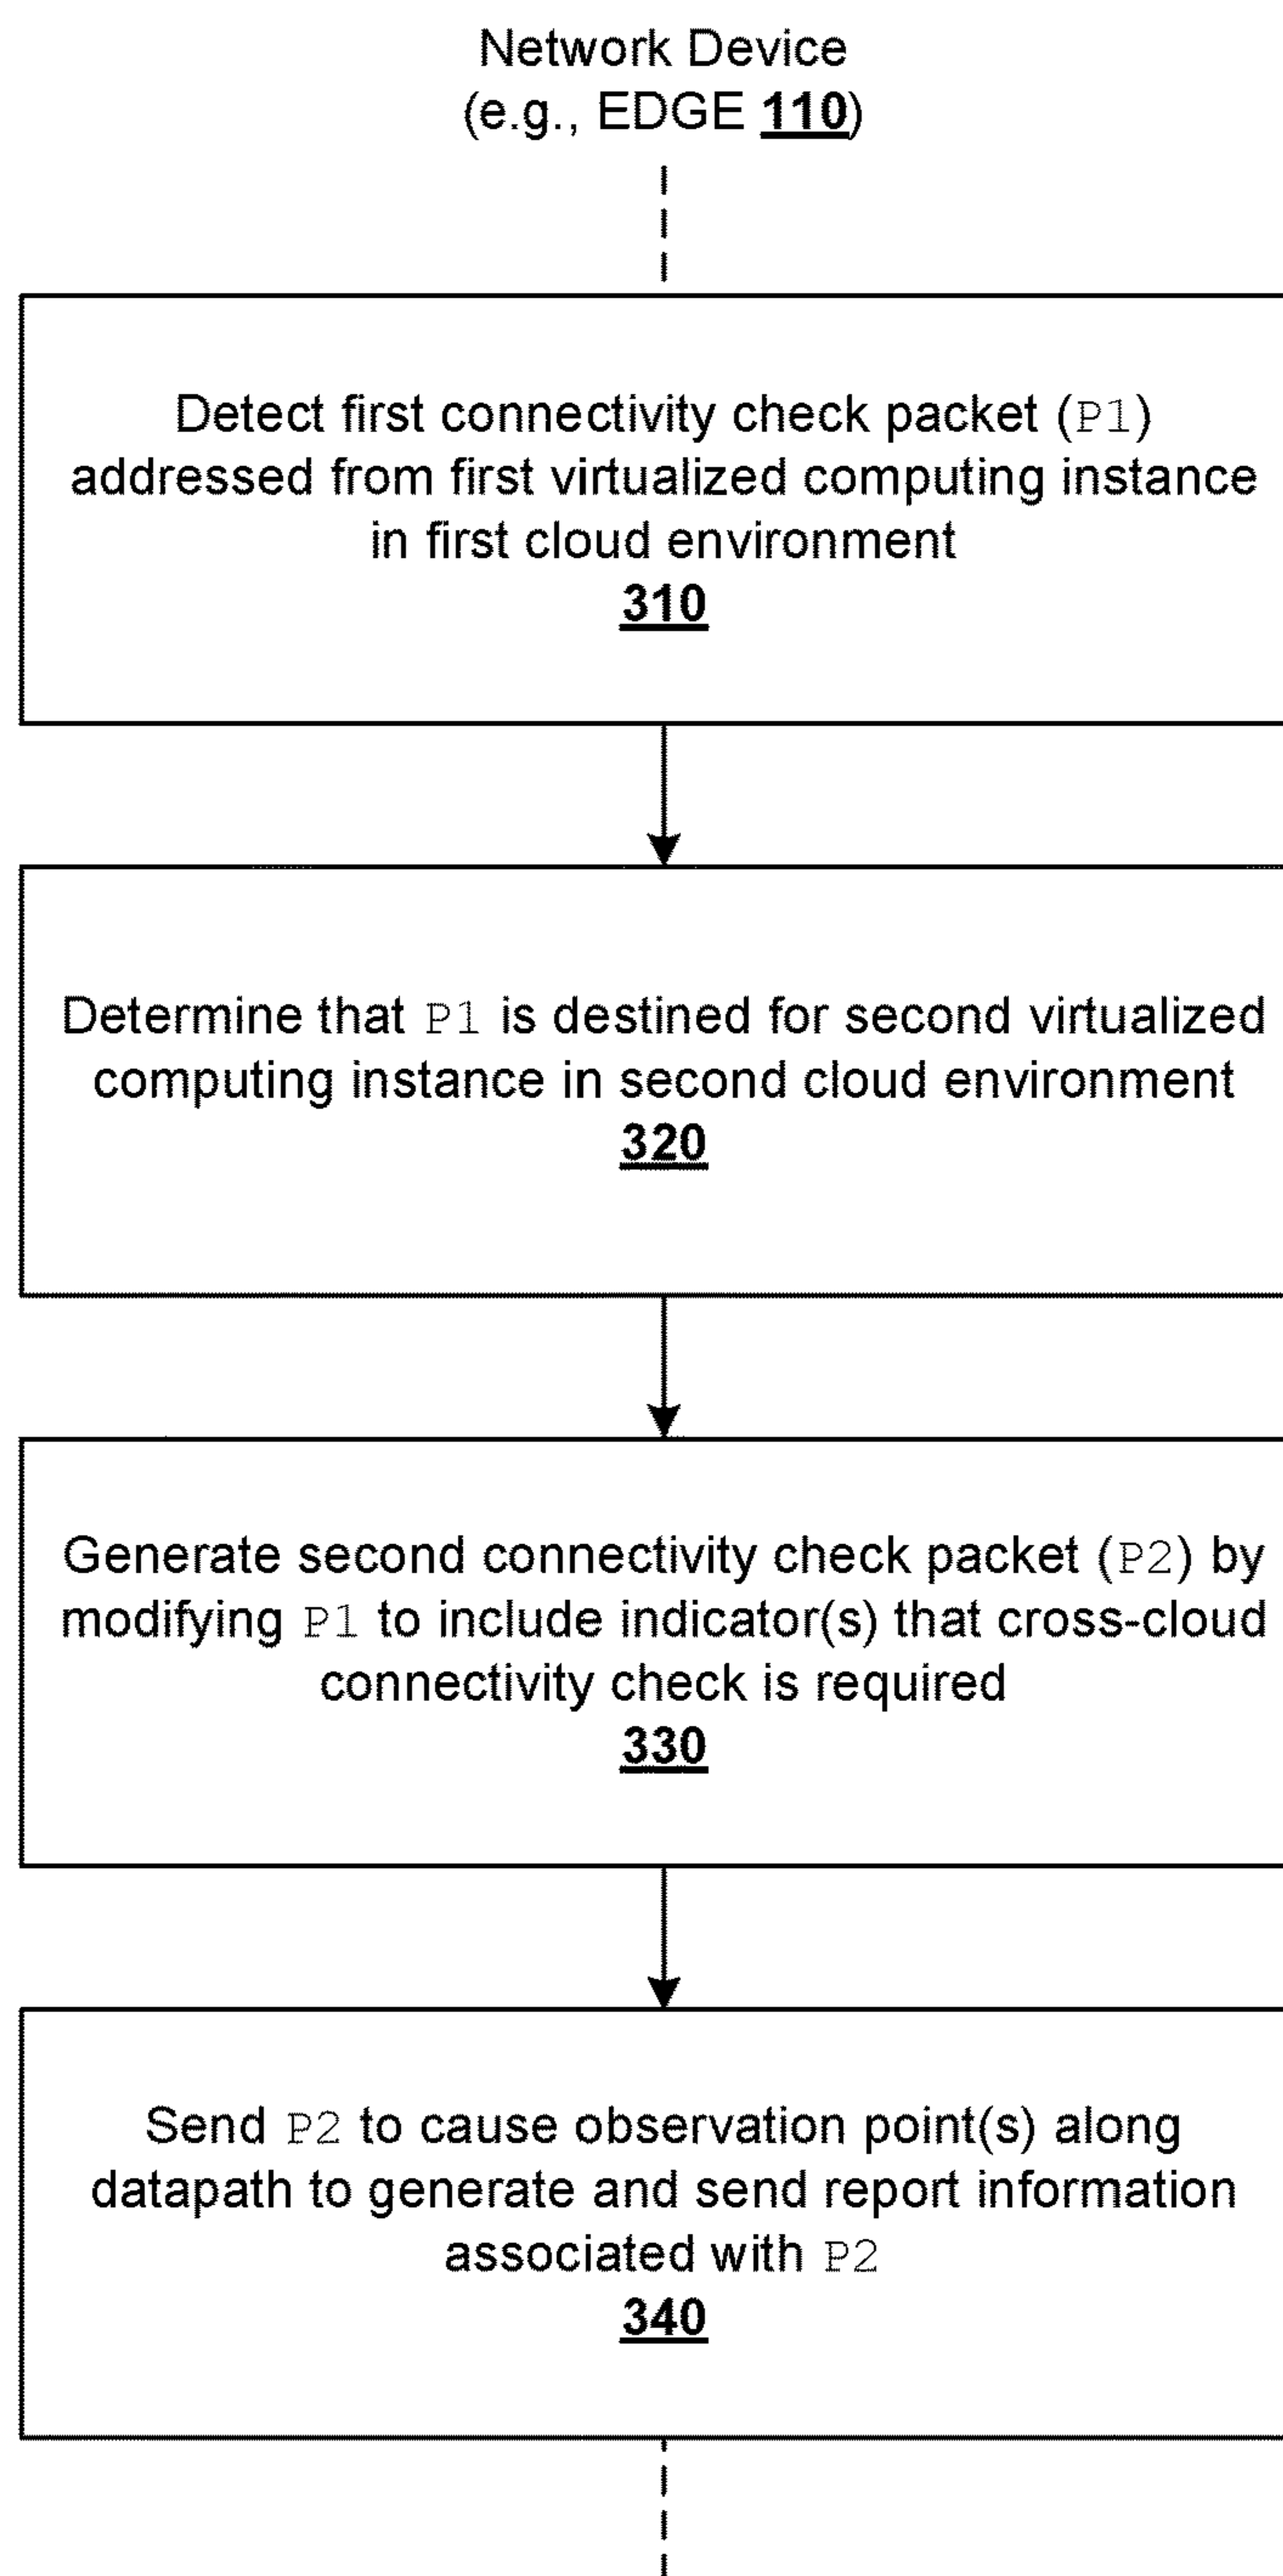 Network Device
(e.g., EDGE 110)
Detect first connectivity check packet (P1)
addressed from first virtualized computing instance
in first cloud environment
310
Determine that P1 is destined for second virtualized
computing instance in second cloud environment
320
Generate second connectivity check packet (P2) by
modifying P1 to include indicator(s) that cross-cloud
connectivity check is required
330
Send P2 to cause observation point(s) along
datapath to generate and send report information
associated with P2
340